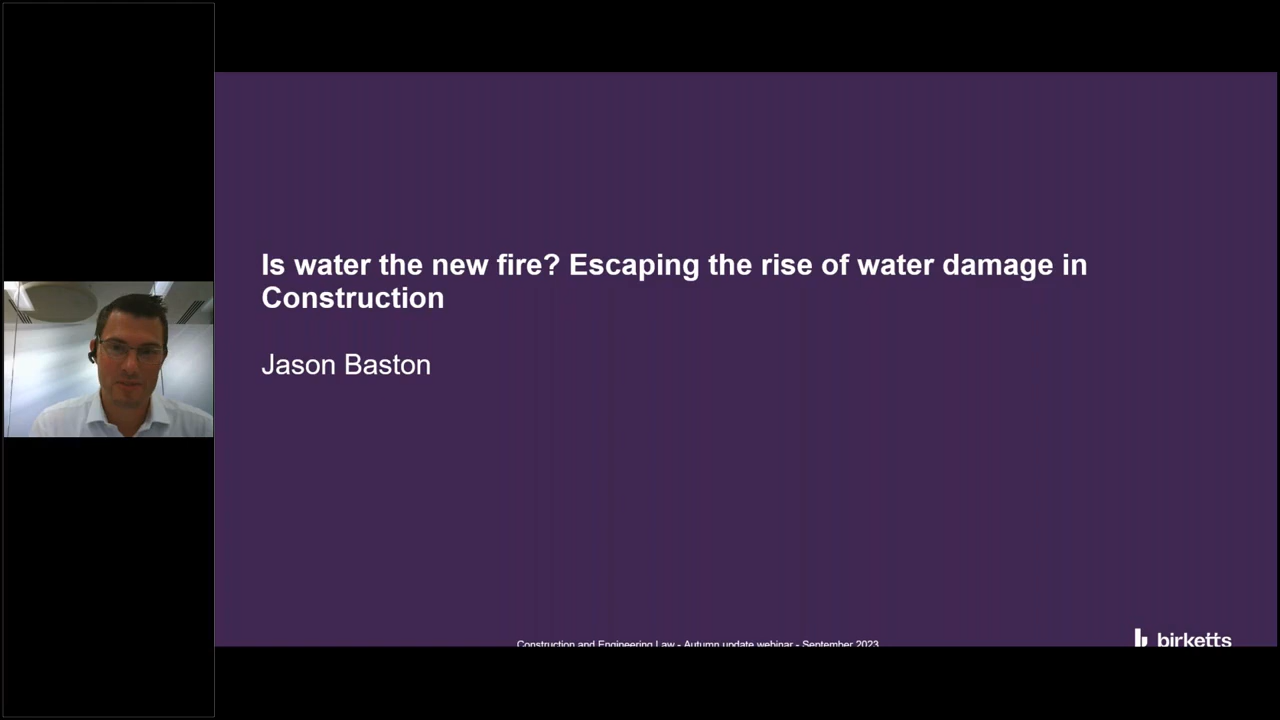 Is water the new fire? Escaping the rise of water damage in
Construction
Jason Baston
Construction and Engineering Law - Autumn update webinar - September 2023
birketts